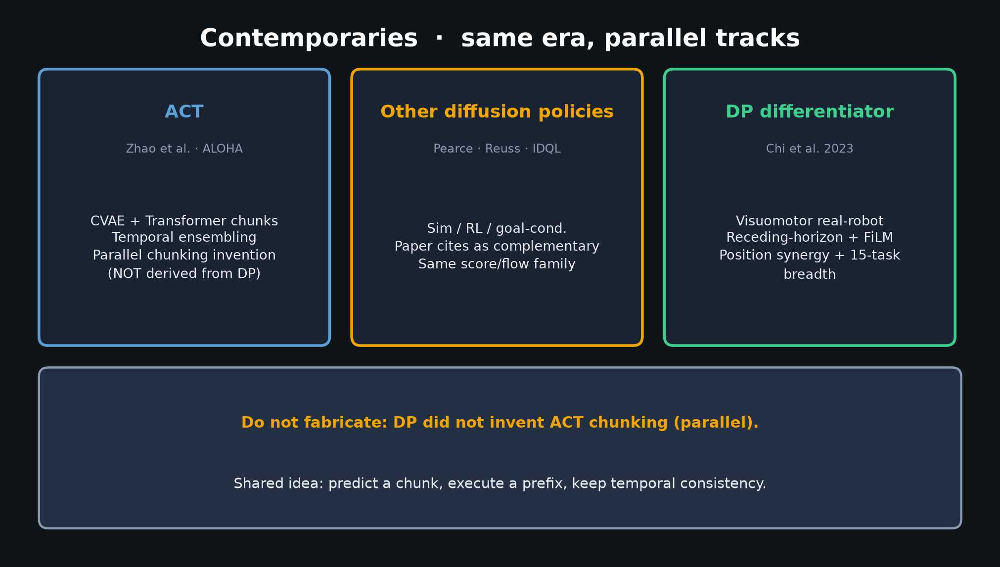 Contemporaries · same era, parallel tracks
ACT
Zhao et al. · ALOHA
CVAE + Transformer chunks
Temporal ensembling
Parallel chunking invention
(NOT derived from DP)
Other diffusion policies
Pearce · Reuss · IDQL
Sim / RL / goal-cond.
Paper cites as complementary
Same score/flow family
DP differentiator
Chi et al. 2023
Visuomotor real-robot
Receding-horizon + FiLM
Position synergy + 15-task
breadth
Do not fabricate: DP did not invent ACT chunking (parallel).
Shared idea: predict a chunk, execute a prefix, keep temporal consistency.